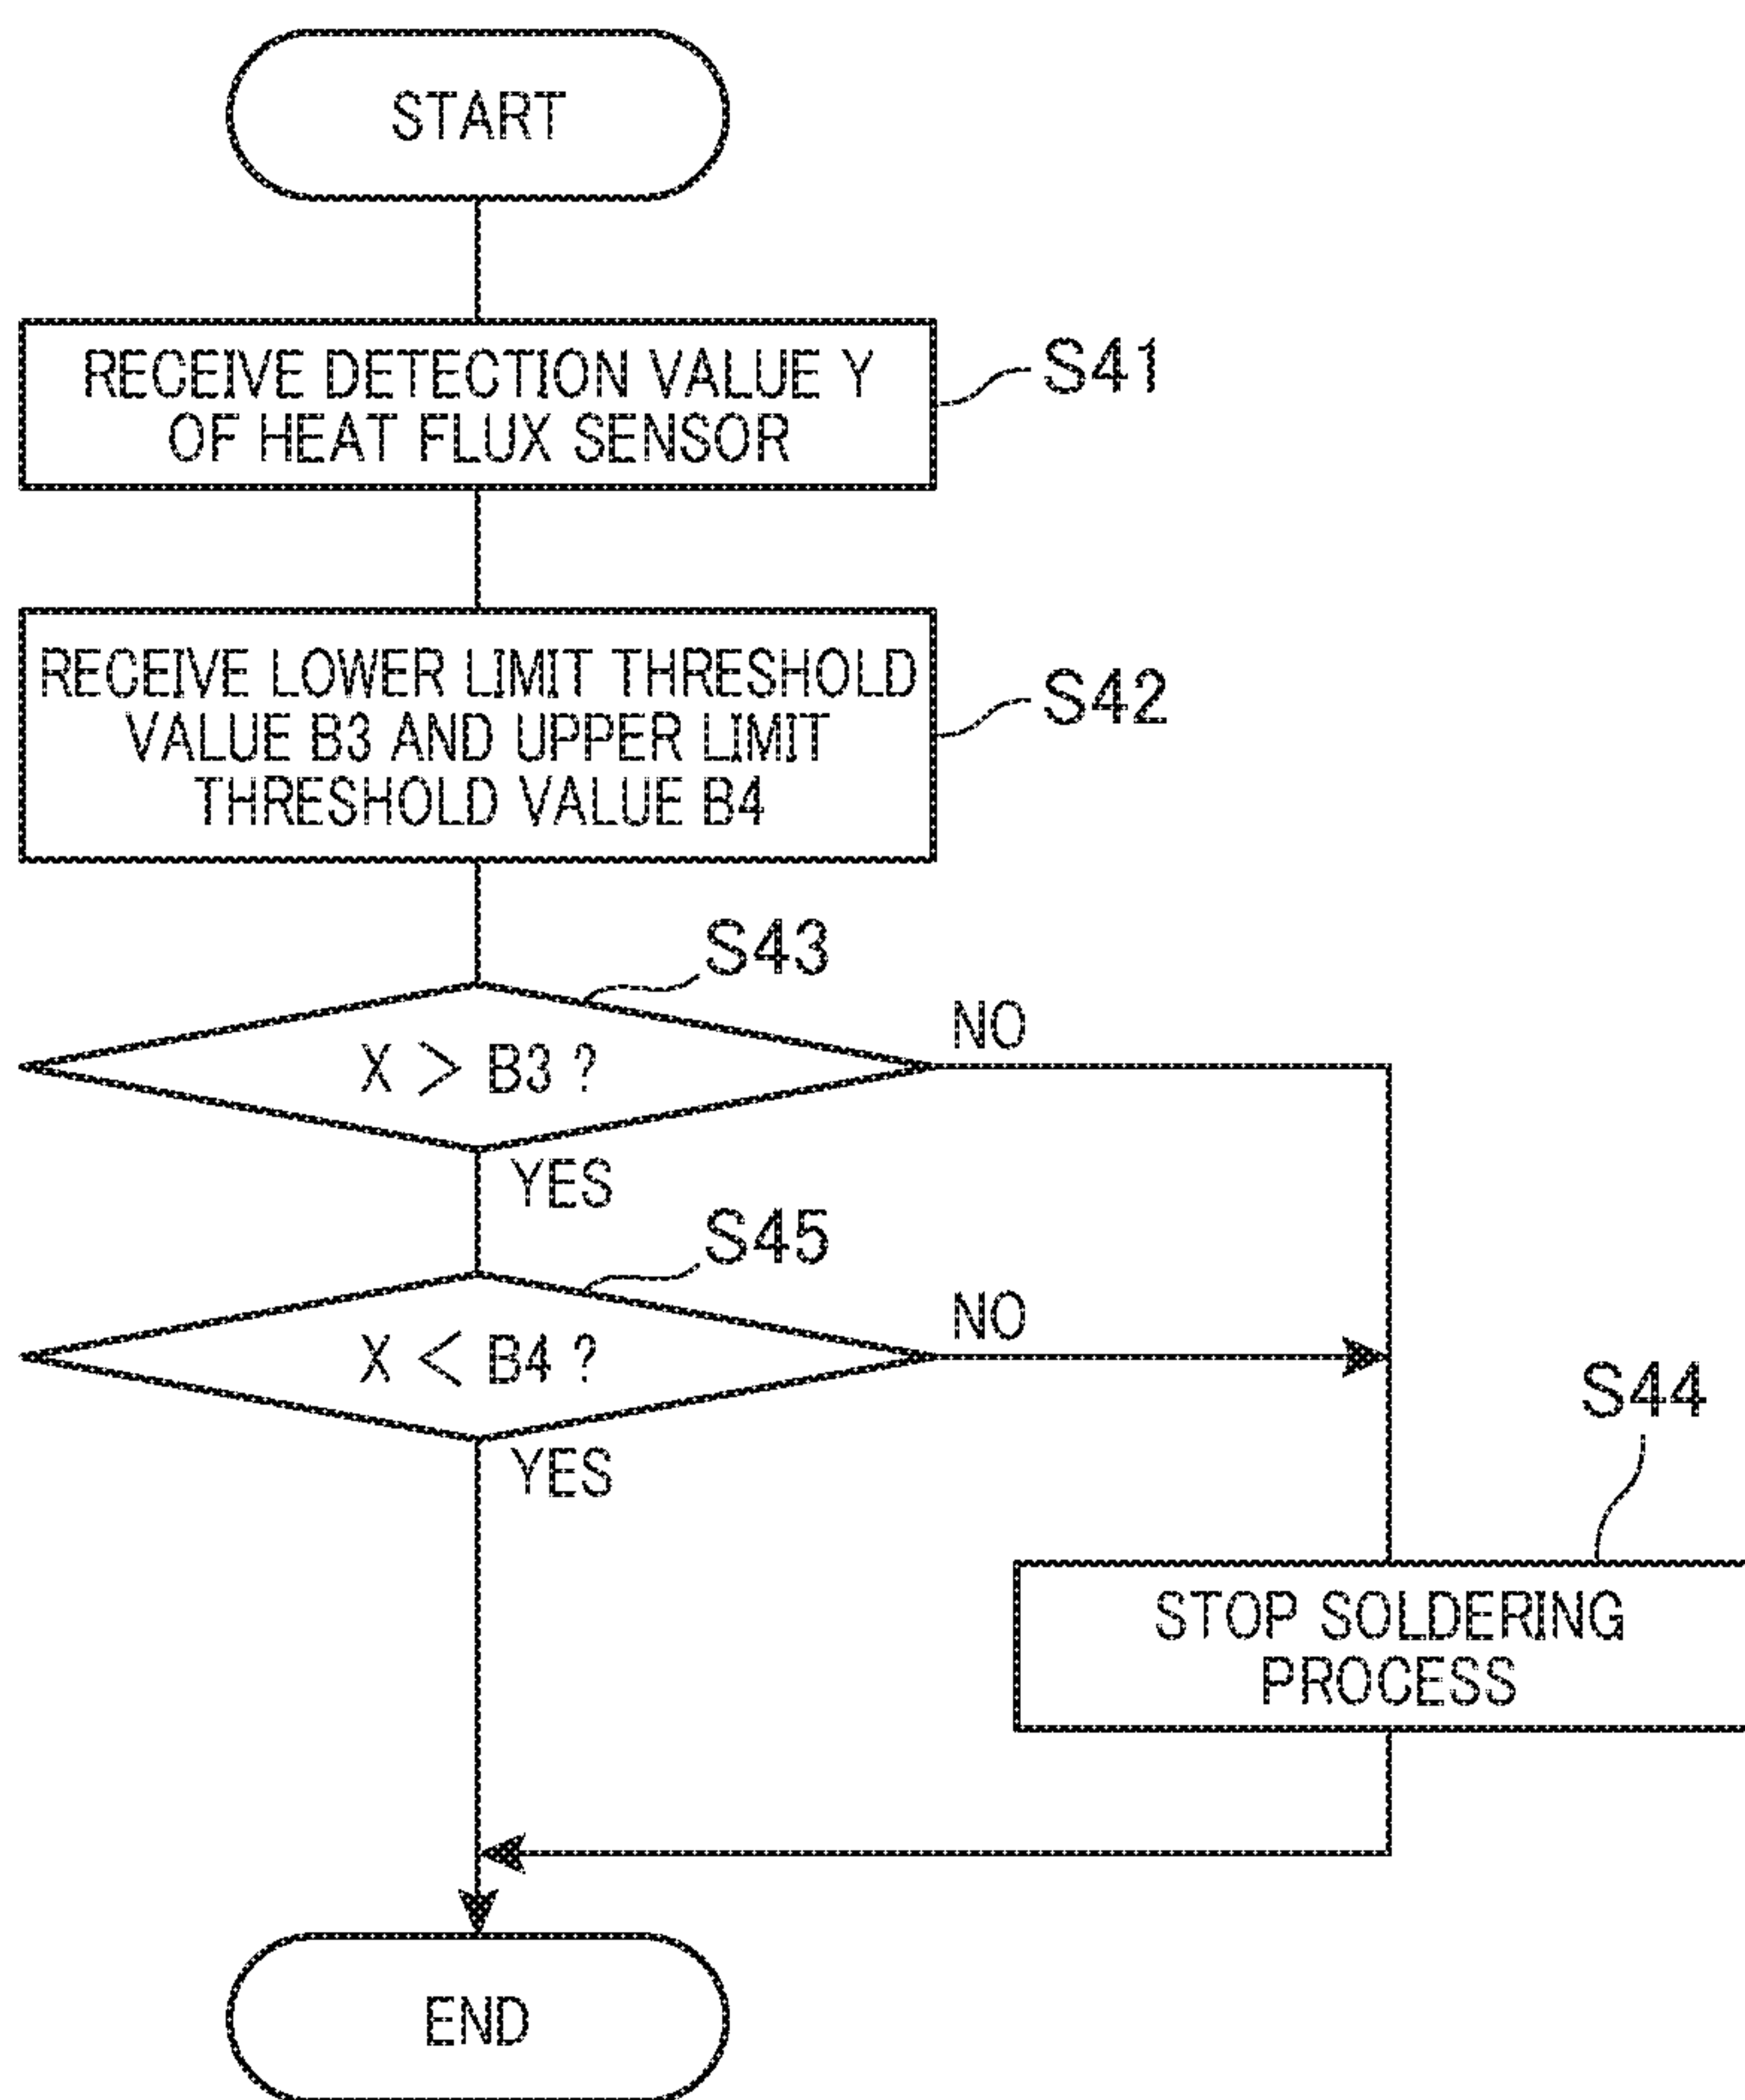 START
RECEIVE DETECTION VALUE Y
OF HEAT FLUX SENSOR
S41
RECEIVE LOWER LIMIT THRESHOLD
VALUE B3 AND UPPER LIMIT
THRESHOLD VALUE B4
S42
S43
X > B3 ?
NO
YES
S45
X < B4 ?
NO
YES
S44
STOP SOLDERING
PROCESS
END